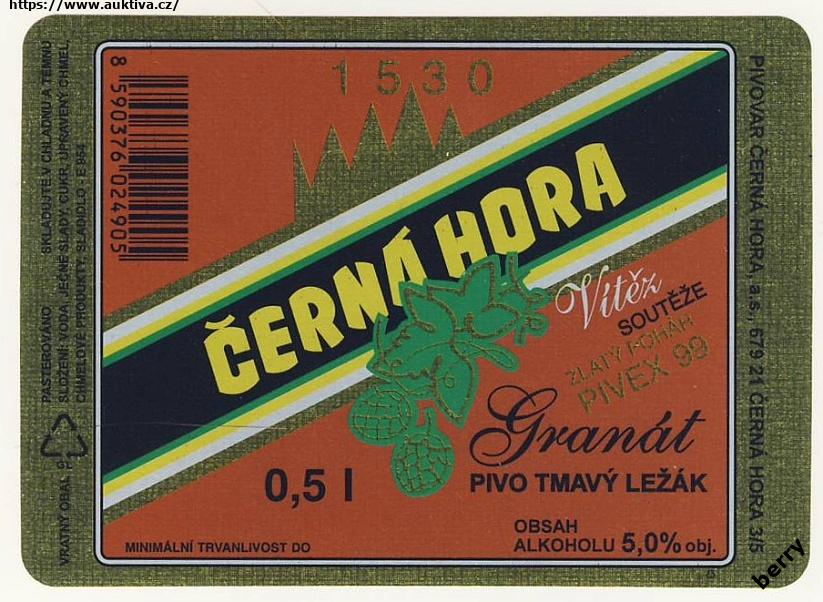 https://www.auktiva.cz/
1530
ČERNÁ HORA
Vítěz
SOUTĚŽE
ZLATÝ POHÁR
PIVEX 99
Granát
PIVO TMAVÝ LEŽÁK
0,5 l
OBSAH
ALKOHOLU 5,0% obj.
MINIMÁLNÍ TRVANLIVOST DO
8 590376 024905
PASTEROVÁNO SKLADUJTE V CHLADNU A TEMNU
SLOŽENÍ: VODA, JEČNÉ SLADY, CUKR, UPRAVENÝ CHMEL,
CHMELOVÉ PRODUKTY, SLADIDLO - E 954
VRATNÝ OBAL
PIVOVAR ČERNÁ HORA, a.s., 679 21 ČERNÁ HORA 3/5
berry